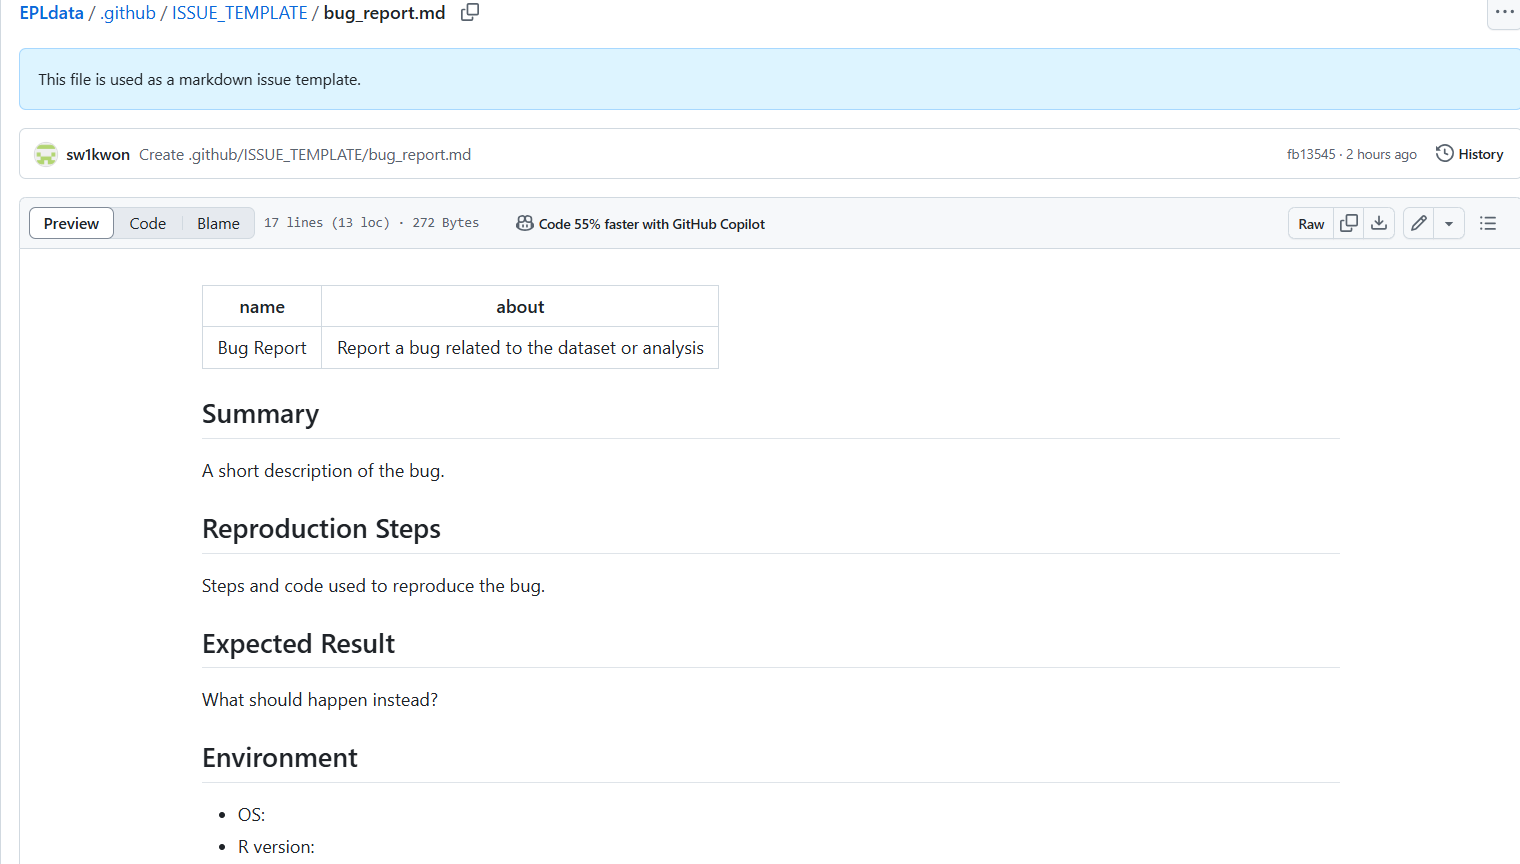 EPLdata / .github / ISSUE_TEMPLATE / bug_report.md
This file is used as a markdown issue template.
sw1kwon Create .github/ISSUE_TEMPLATE/bug_report.md fb13545 · 2 hours ago History
Preview Code Blame 17 lines (13 loc) · 272 Bytes Code 55% faster with GitHub Copilot Raw
name about
Bug Report Report a bug related to the dataset or analysis
Summary
A short description of the bug.
Reproduction Steps
Steps and code used to reproduce the bug.
Expected Result
What should happen instead?
Environment
• OS:
• R version: